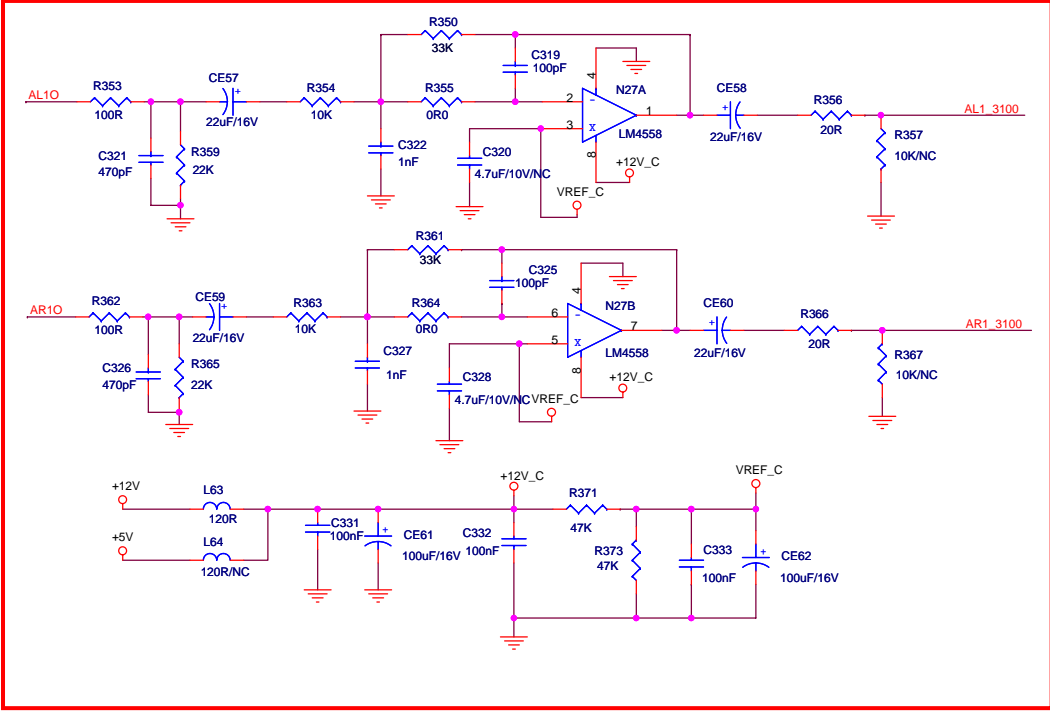 R350
33K
C319
100pF
4
N27A
AL1O
R353
100R
CE57
+
22uF/16V
R354
10K
R355
0R0
2
-
1
3
X
LM4558
8
+12V_C
CE58
+
22uF/16V
R356
20R
AL1_3100
R357
10K/NC
C321
470pF
R359
22K
C322
1nF
C320
4.7uF/10V/NC
VREF_C
R361
33K
C325
100pF
4
N27B
AR1O
R362
100R
CE59
+
22uF/16V
R363
10K
R364
0R0
6
-
7
5
X
LM4558
8
+12V_C
CE60
+
22uF/16V
R366
20R
AR1_3100
R367
10K/NC
C326
470pF
R365
22K
C327
1nF
C328
4.7uF/10V/NC
VREF_C
+12V
L63
120R
+5V
L64
120R/NC
C331
100nF
+
CE61
100uF/16V
+12V_C
C332
100nF
R371
47K
R373
47K
C333
100nF
VREF_C
+
CE62
100uF/16V